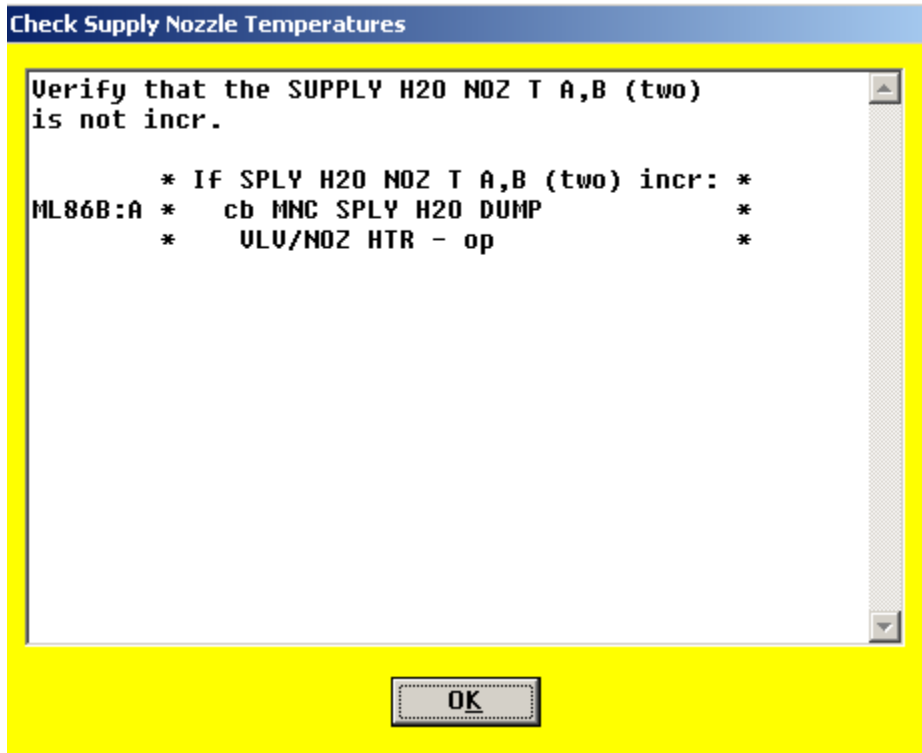 Check Supply Nozzle Temperatures
Verify that the SUPPLY H2O NOZ T A,B (two)
is not incr.
* If SPLY H2O NOZ T A,B (two) incr: *
ML86B:A * cb MNC SPLY H2O DUMP *
* VLV/NOZ HTR - op *
OK